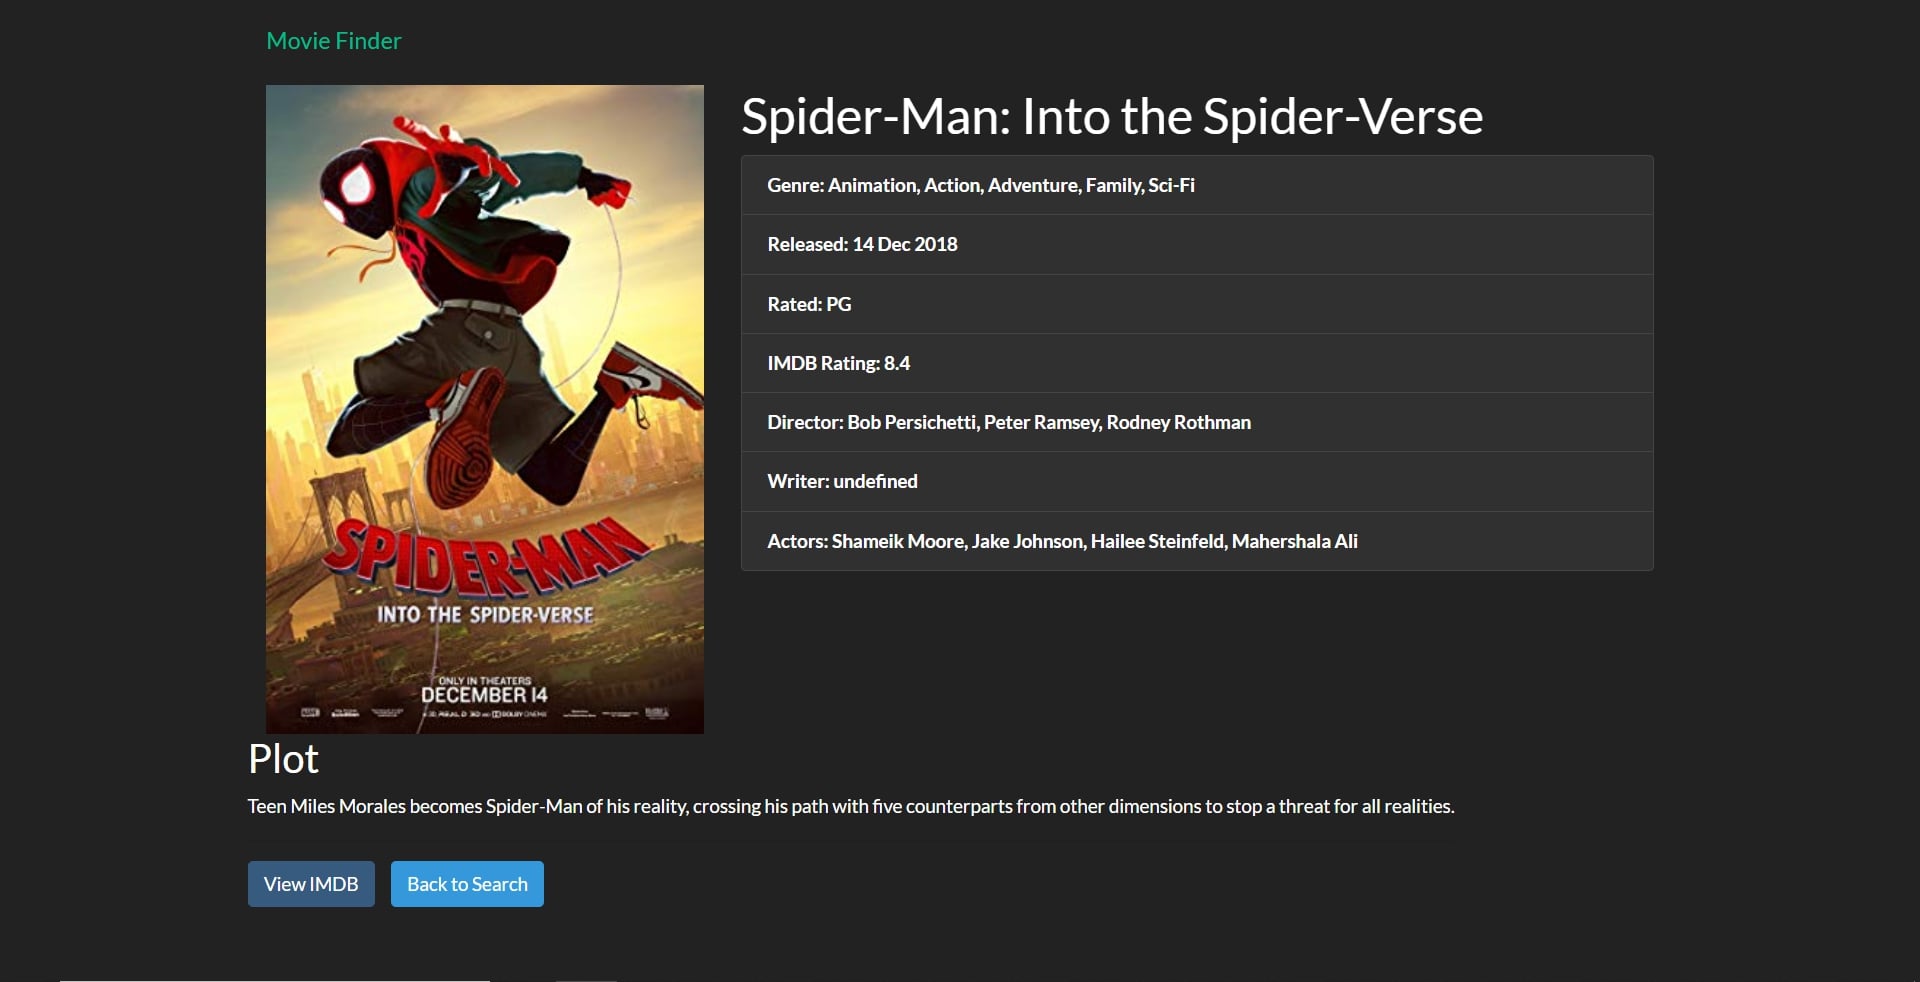 Movie Finder
SPIDER-MAN
INTO THE SPIDER-VERSE
ONLY IN THEATERS
DECEMBER 14
Spider-Man: Into the Spider-Verse
Genre: Animation, Action, Adventure, Family, Sci-Fi
Released: 14 Dec 2018
Rated: PG
IMDB Rating: 8.4
Director: Bob Persichetti, Peter Ramsey, Rodney Rothman
Writer: undefined
Actors: Shameik Moore, Jake Johnson, Hailee Steinfeld, Mahershala Ali
Plot
Teen Miles Morales becomes Spider-Man of his reality, crossing his path with five counterparts from other dimensions to stop a threat for all realities.
View IMDB
Back to Search